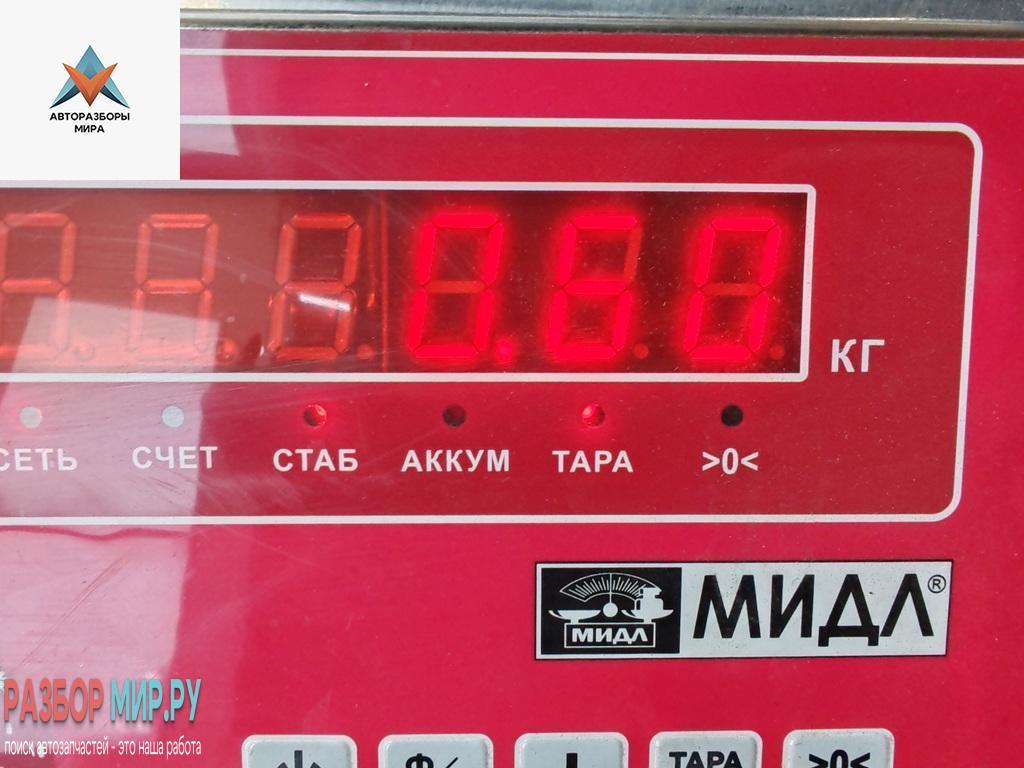 АВТОРАЗБОРЫ
МИРА
0.60
КГ
СЕТЬ СЧЕТ СТАБ АККУМ ТАРА >0<
МИДЛ МИДЛ®
РАЗБОР МИР.РУ
поиск автозапчастей - это наша работа
ТАРА >0<